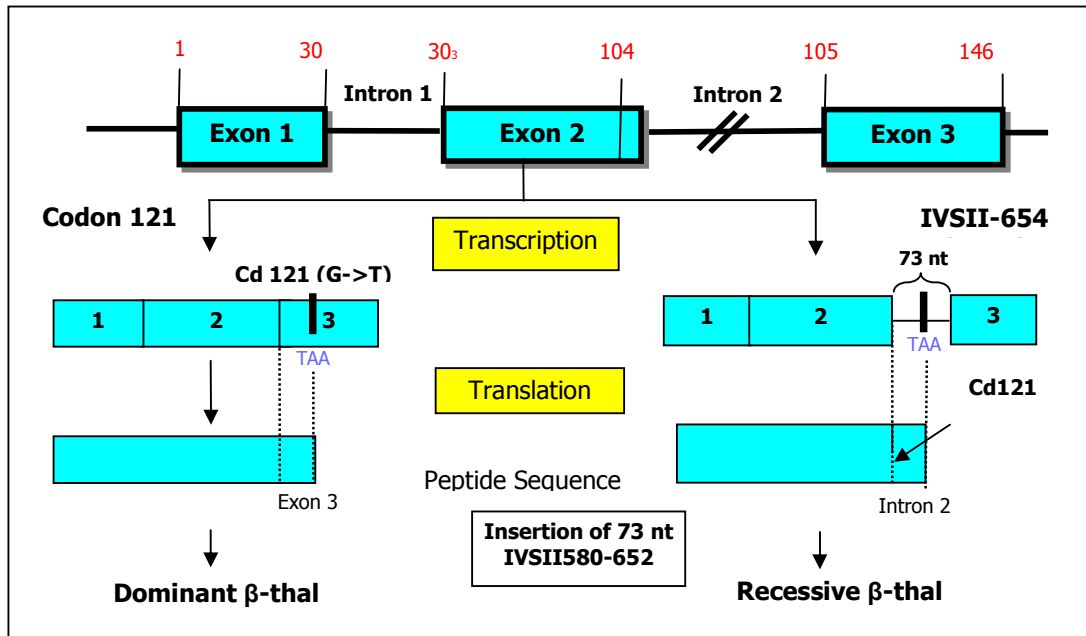 1 30 30₃ 104 105 146
Intron 1 Intron 2
Exon 1 Exon 2 Exon 3
Codon 121 IVSII-654
Transcription
73 nt
Cd 121 (G->T)
1 2 3 1 2 3
TAA TAA
Translation
Cd121
Peptide Sequence
Exon 3 Intron 2
Insertion of 73 nt
IVSII580-652
Dominant β-thal Recessive β-thal